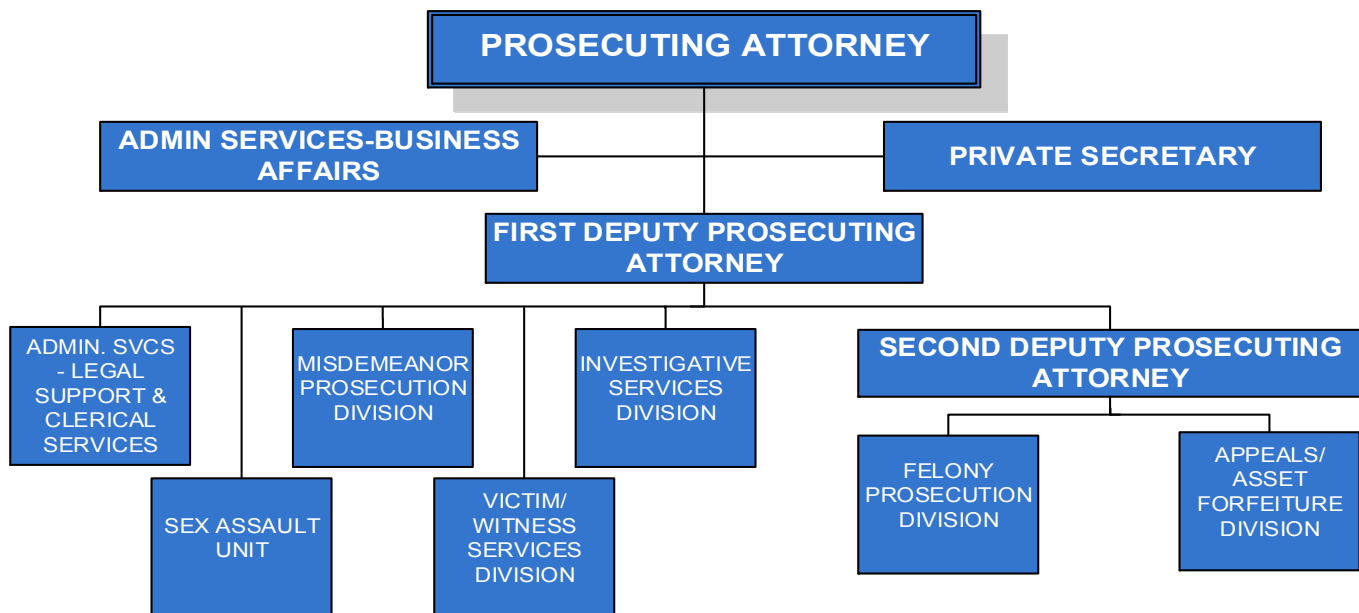 PROSECUTING ATTORNEY
ADMIN SERVICES-BUSINESS
AFFAIRS
PRIVATE SECRETARY
FIRST DEPUTY PROSECUTING
ATTORNEY
ADMIN. SVCS
- LEGAL
SUPPORT &
CLERICAL
SERVICES
SEX ASSAULT
UNIT
MISDEMEANOR
PROSECUTION
DIVISION
VICTIM/
WITNESS
SERVICES
DIVISION
INVESTIGATIVE
SERVICES
DIVISION
SECOND DEPUTY PROSECUTING
ATTORNEY
FELONY
PROSECUTION
DIVISION
APPEALS/
ASSET
FORFEITURE
DIVISION